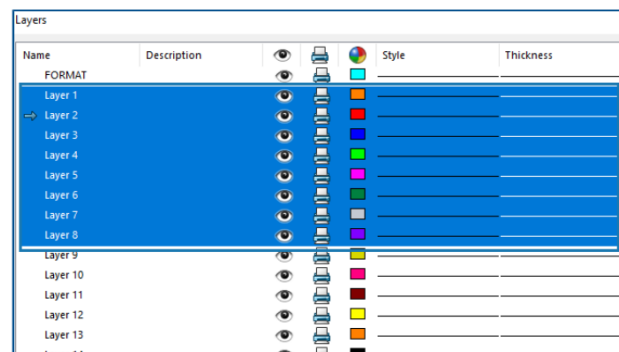 Layers
Name Description Style Thickness
FORMAT
Layer 1
Layer 2
Layer 3
Layer 4
Layer 5
Layer 6
Layer 7
Layer 8
Layer 9
Layer 10
Layer 11
Layer 12
Layer 13